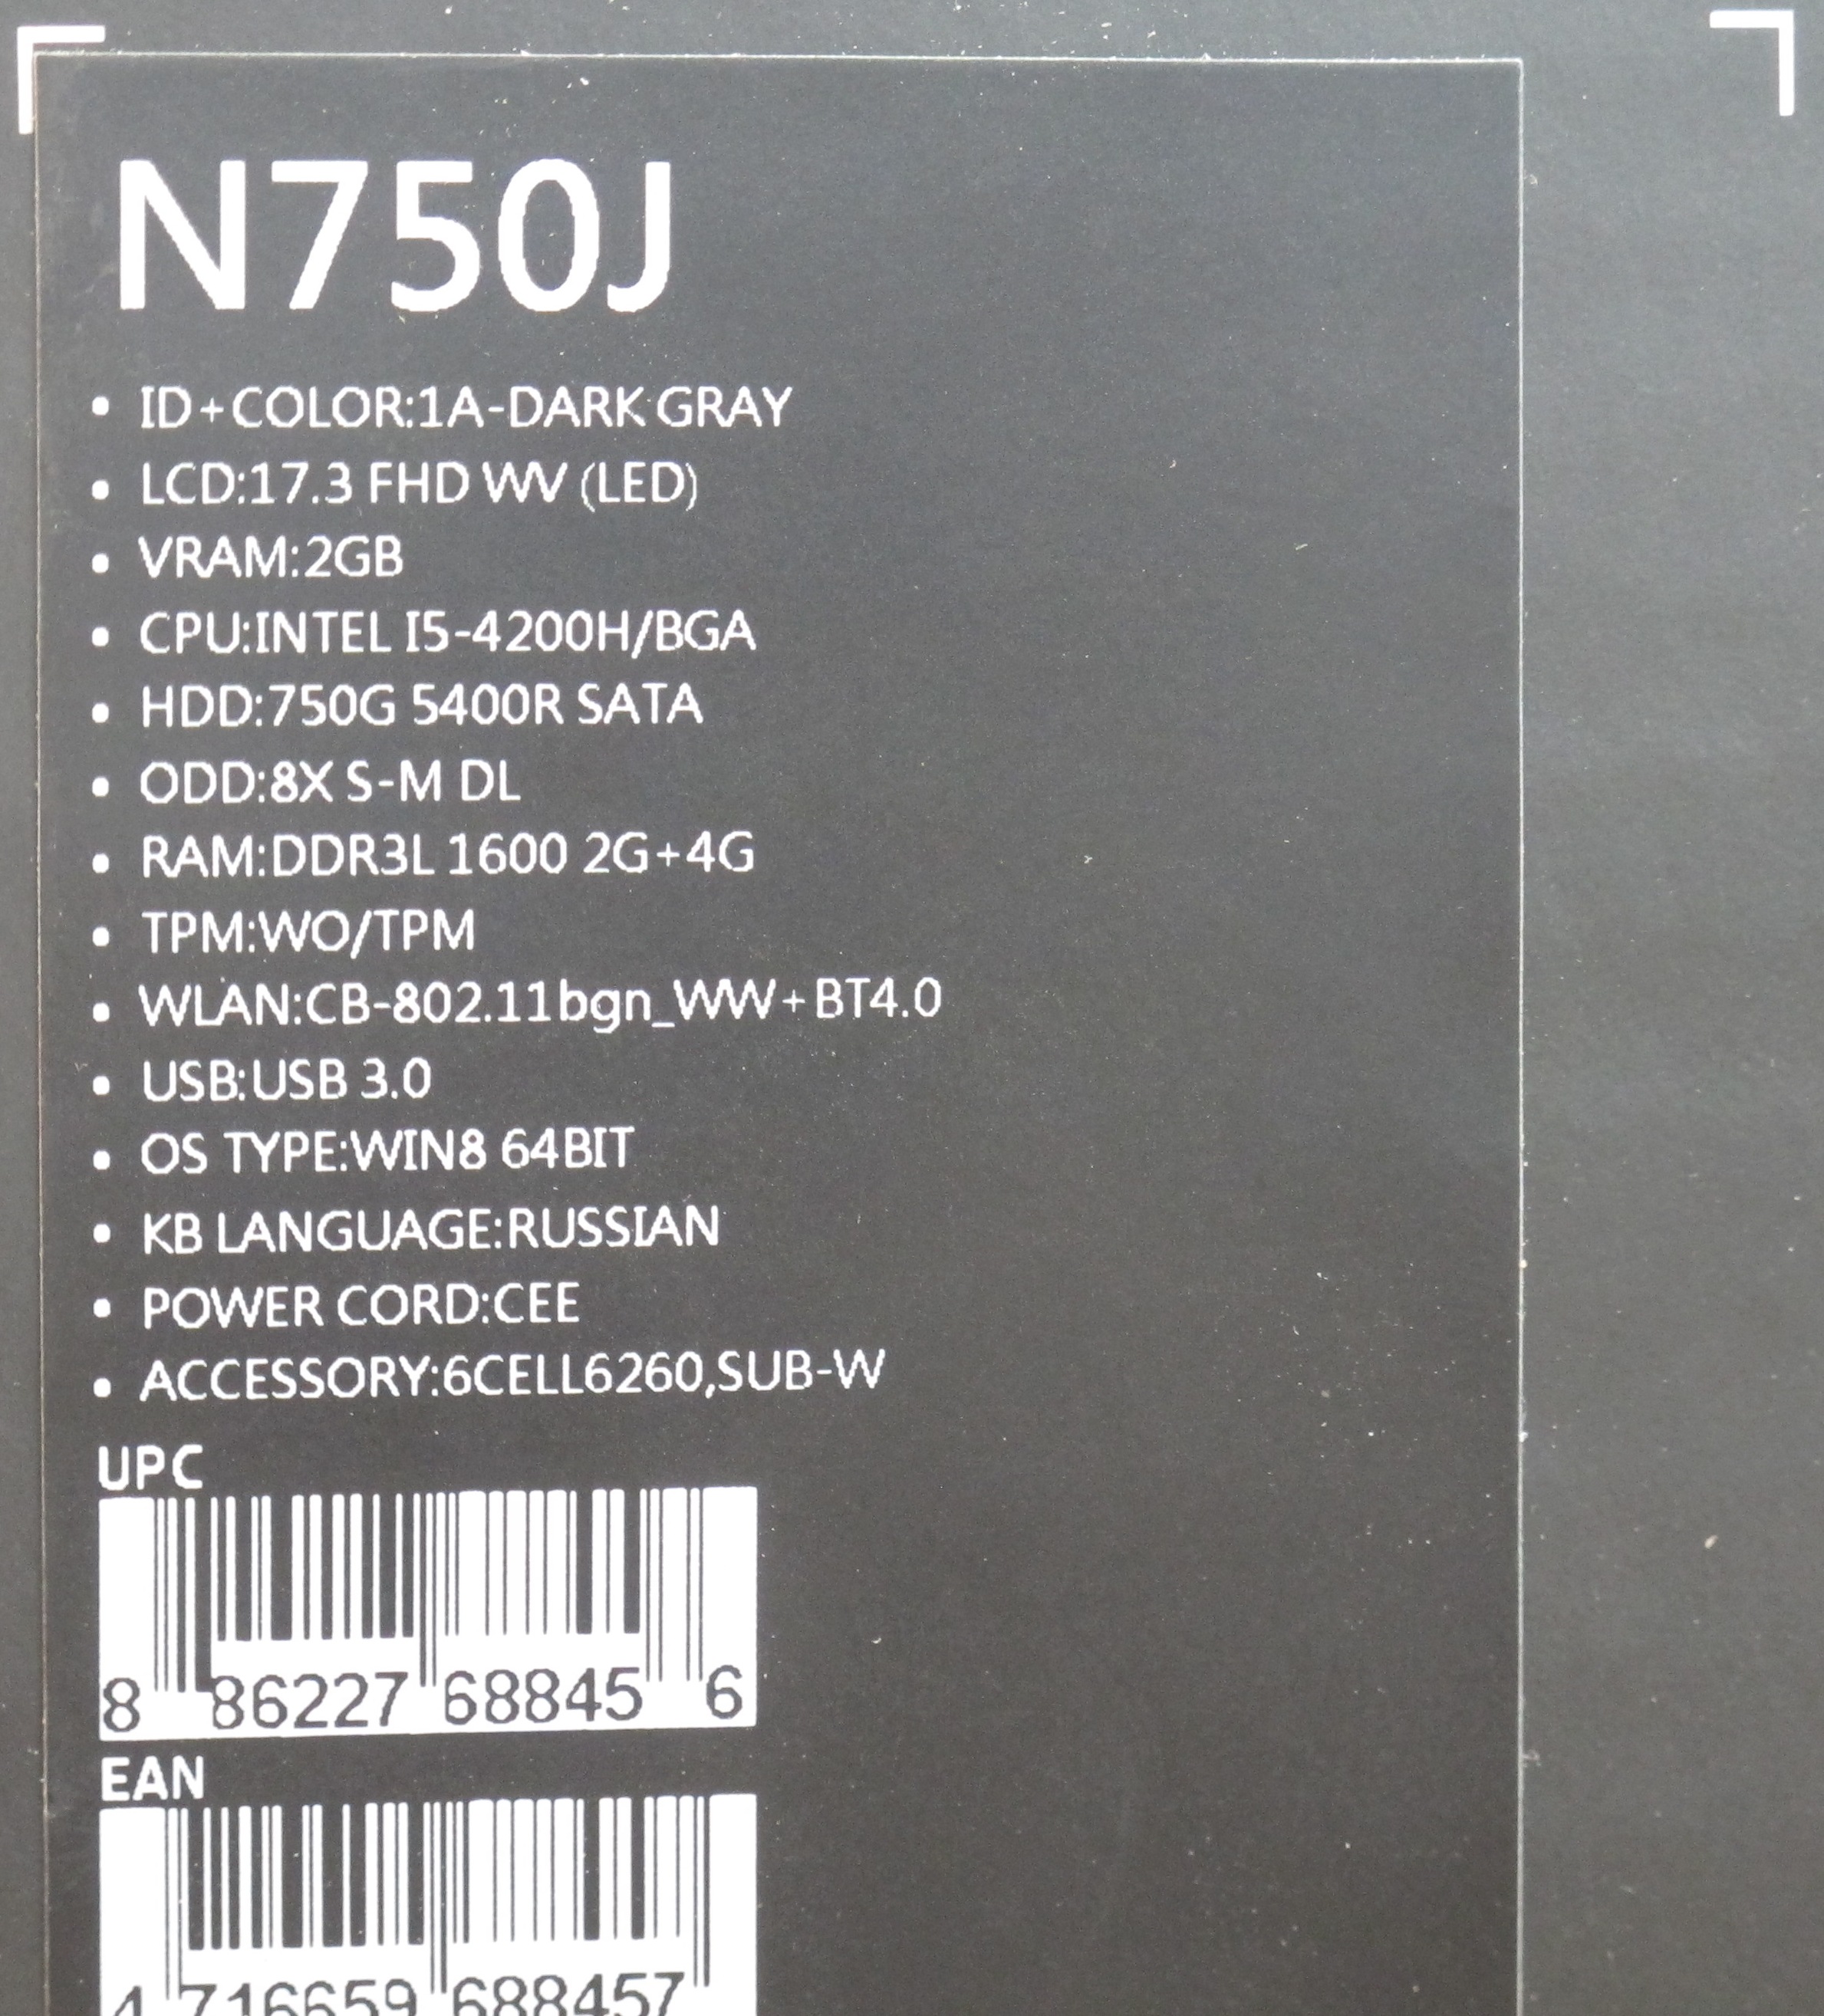 N750J
• ID+COLOR:1A-DARK GRAY
• LCD:17.3 FHD WV (LED)
• VRAM:2GB
• CPU:INTEL I5-4200H/BGA
• HDD:750G 5400R SATA
• ODD:8X S-M DL
• RAM:DDR3L 1600 2G+4G
• TPM:WO/TPM
• WLAN:CB-802.11bgn_WW+BT4.0
• USB:USB 3.0
• OS TYPE:WIN8 64BIT
• KB LANGUAGE:RUSSIAN
• POWER CORD:CEE
• ACCESSORY:6CELL6260,SUB-W
UPC
8 86227 68845 6
EAN
4 716659 688457